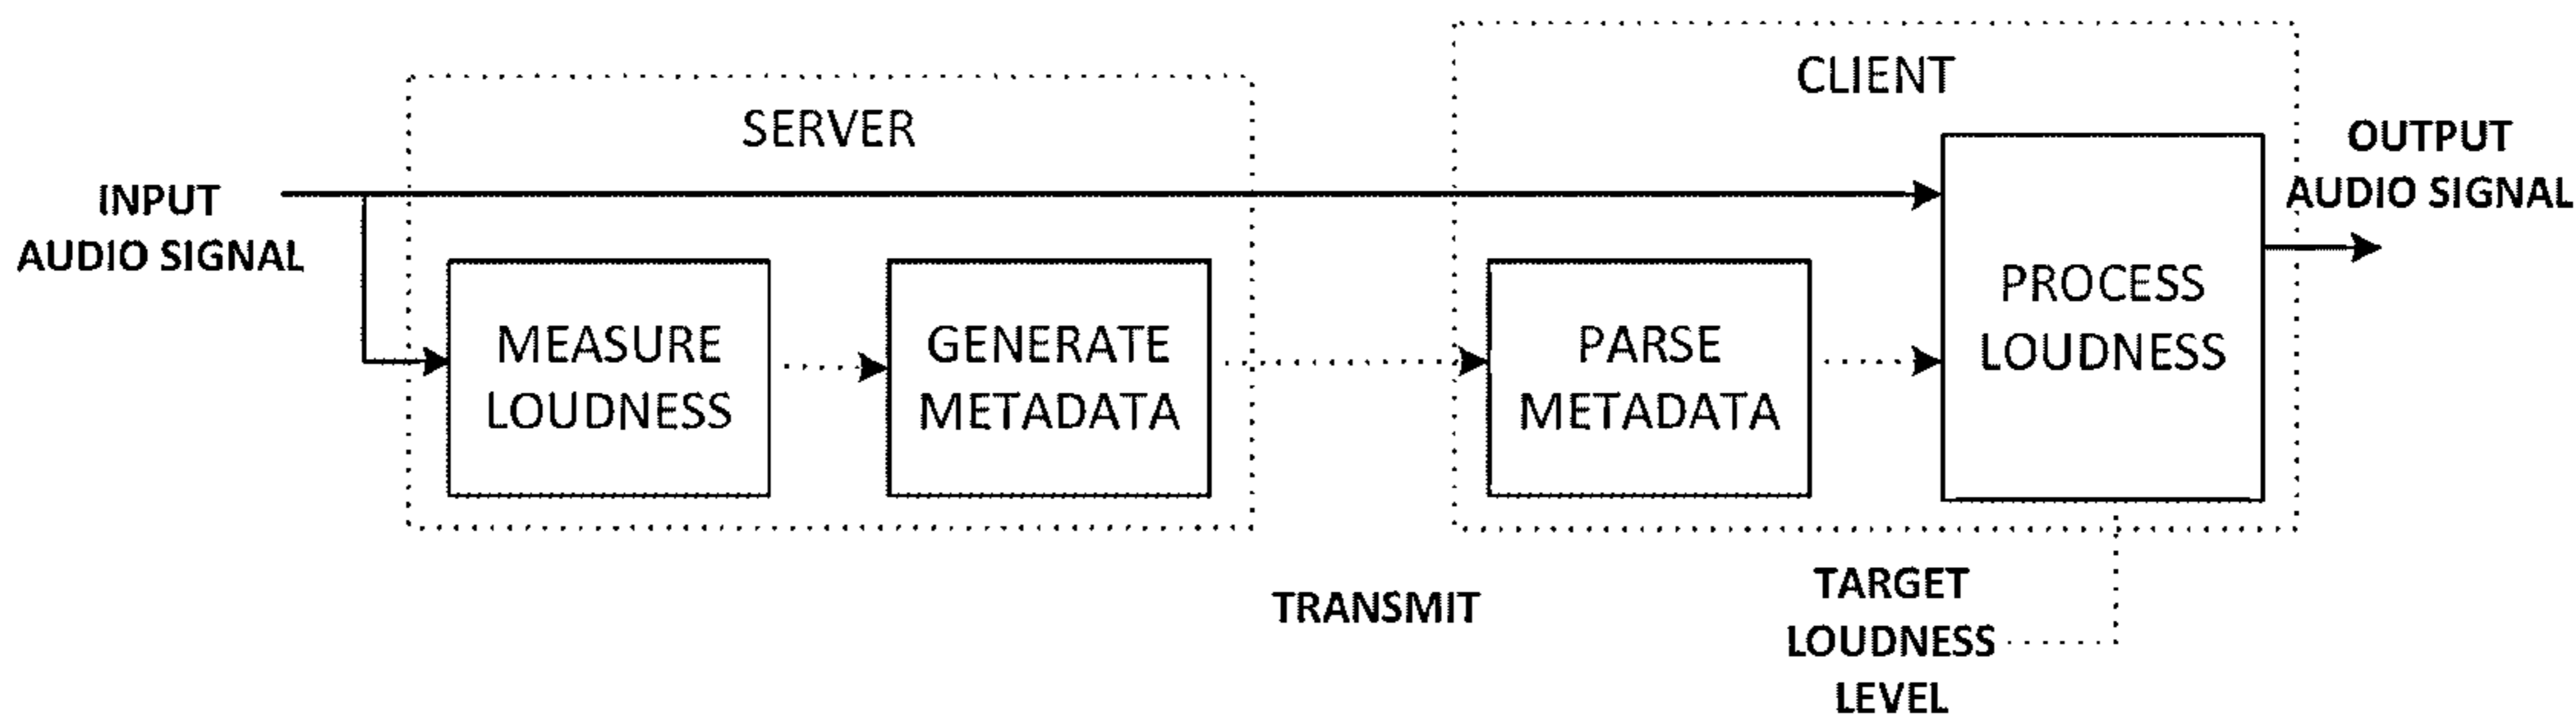 INPUT
AUDIO SIGNAL
SERVER
MEASURE
LOUDNESS
GENERATE
METADATA
TRANSMIT
CLIENT
PARSE
METADATA
PROCESS
LOUDNESS
TARGET
LOUDNESS
LEVEL
OUTPUT
AUDIO SIGNAL